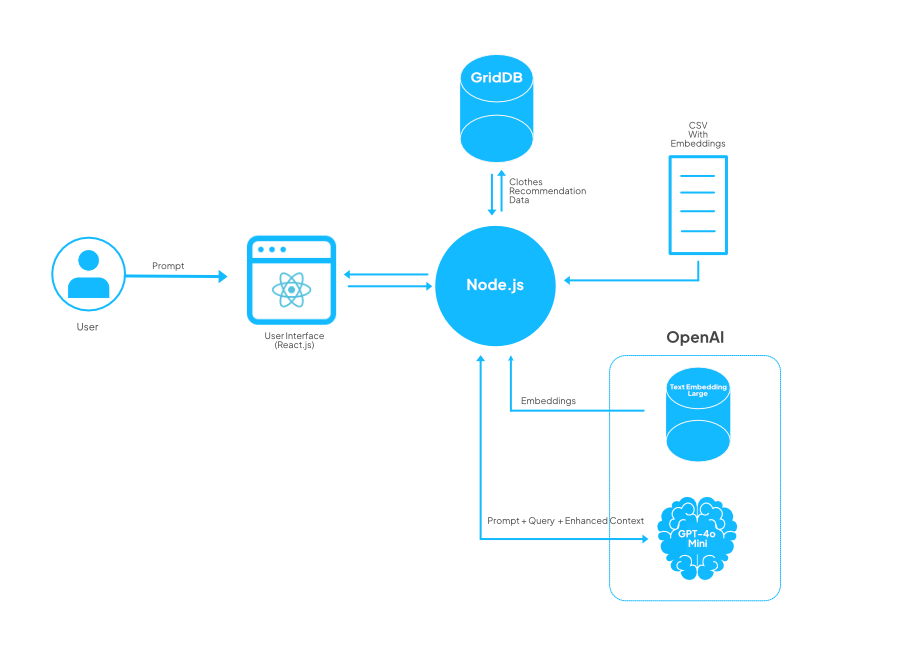 GridDB
CSV
With
Embeddings
Clothes
Recommendation
Data
Prompt
Node.js
User
User Interface
(React.js)
OpenAI
Text Embedding
Large
Embeddings
Prompt + Query + Enhanced Context
GPT-4o
Mini